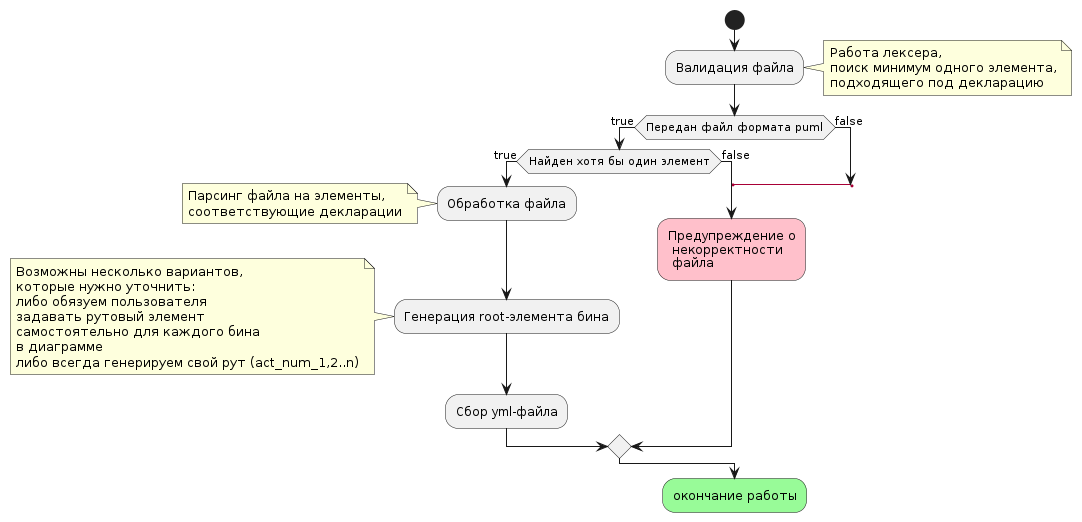 Валидация файла
Работа лексера,
поиск минимум одного элемента,
подходящего под декларацию
true
Передан файл формата puml
false
true
Найден хотя бы один элемент
false
Парсинг файла на элементы,
соответствующие декларации
Обработка файла
Предупреждение о
некорректности
файла
Возможны несколько вариантов,
которые нужно уточнить:
либо обязуем пользователя
задавать рутовый элемент
самостоятельно для каждого бина
в диаграмме
либо всегда генерируем свой рут (act_num_1,2..n)
Генерация root-элемента бина
Сбор yml-файла
окончание работы